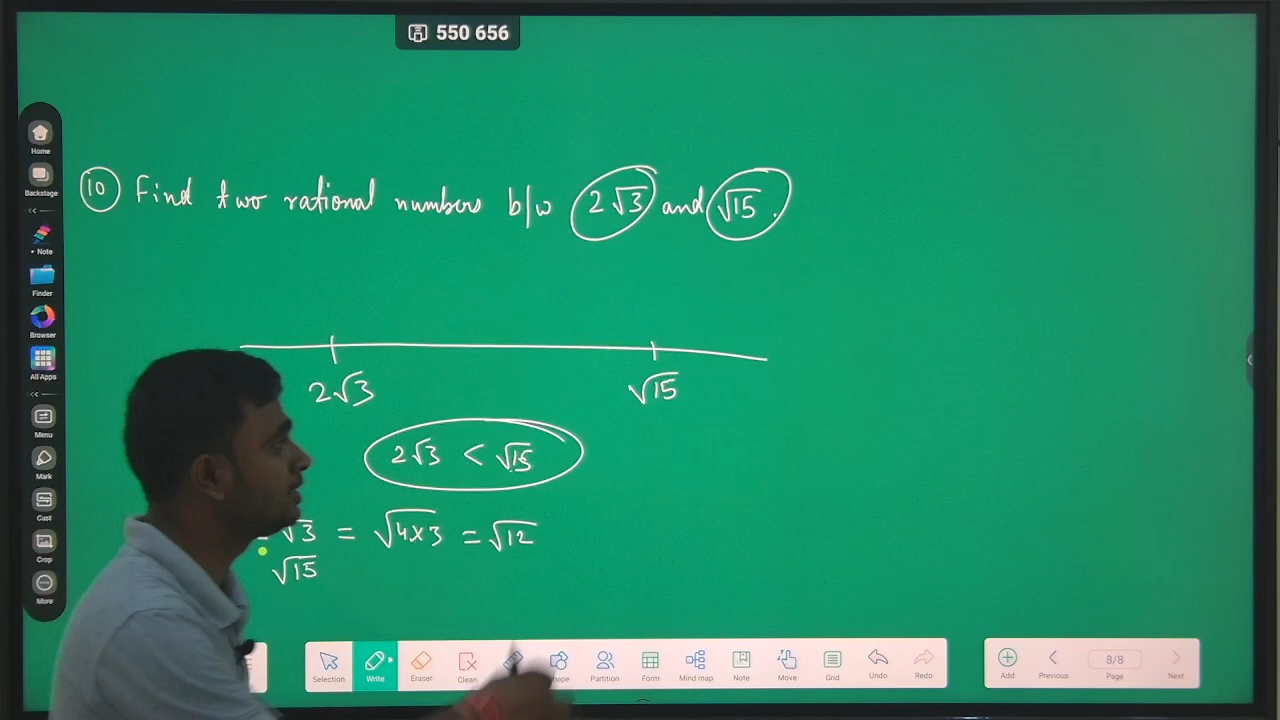 550 656
10 Find two rational numbers b/w 2√3 and √15.
2√3 √15
2√3 < √15
√3 = √4×3 = √12
√15
Home
Backstage
Note
Finder
Browser
All Apps
Menu
Mark
Cast
Crop
More
Selection Write Eraser Clean Partition Form Mind map Note Move Grid Undo Redo
8/8
Add Previous Page Next